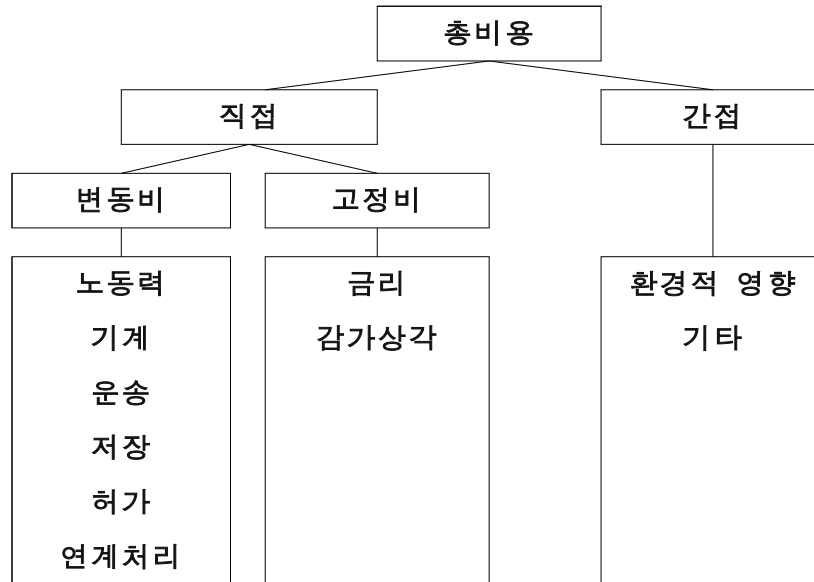 총비용
직접
간접
변동비
고정비
노동력
기계
운송
저장
허가
연계처리
금리
감가상각
환경적 영향
기타